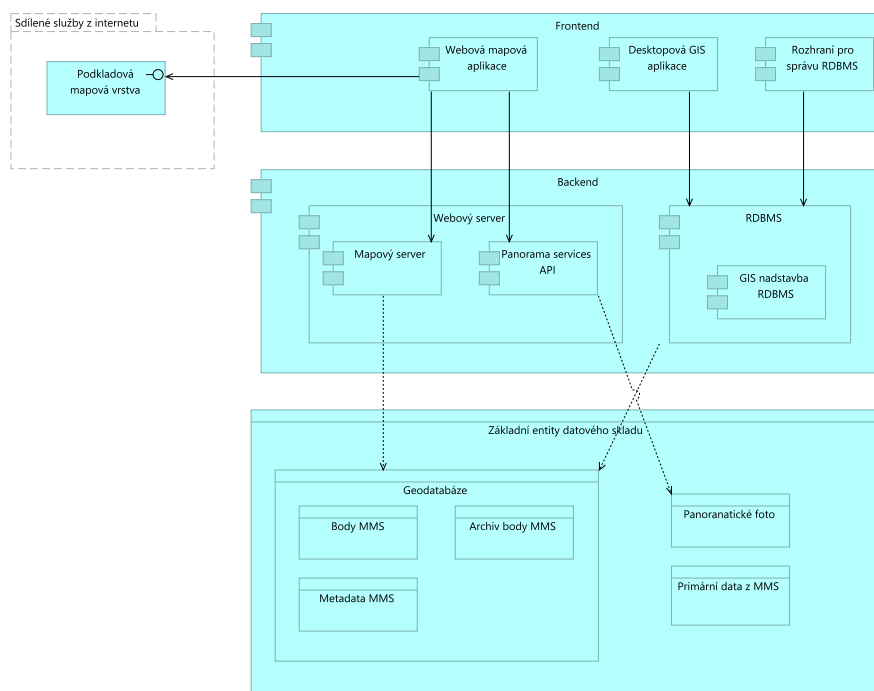 Sdílené služby z internetu
Podkladová
mapová vrstva
Frontend
Webová mapová
aplikace
Desktopová GIS
aplikace
Rozhraní pro
správu RDBMS
Backend
Webový server
Mapový server
Panorama services
API
RDBMS
GIS nadstavba
RDBMS
Základní entity datového skladu
Geodatabáze
Body MMS
Archiv body MMS
Metadata MMS
Panoranatické foto
Primární data z MMS